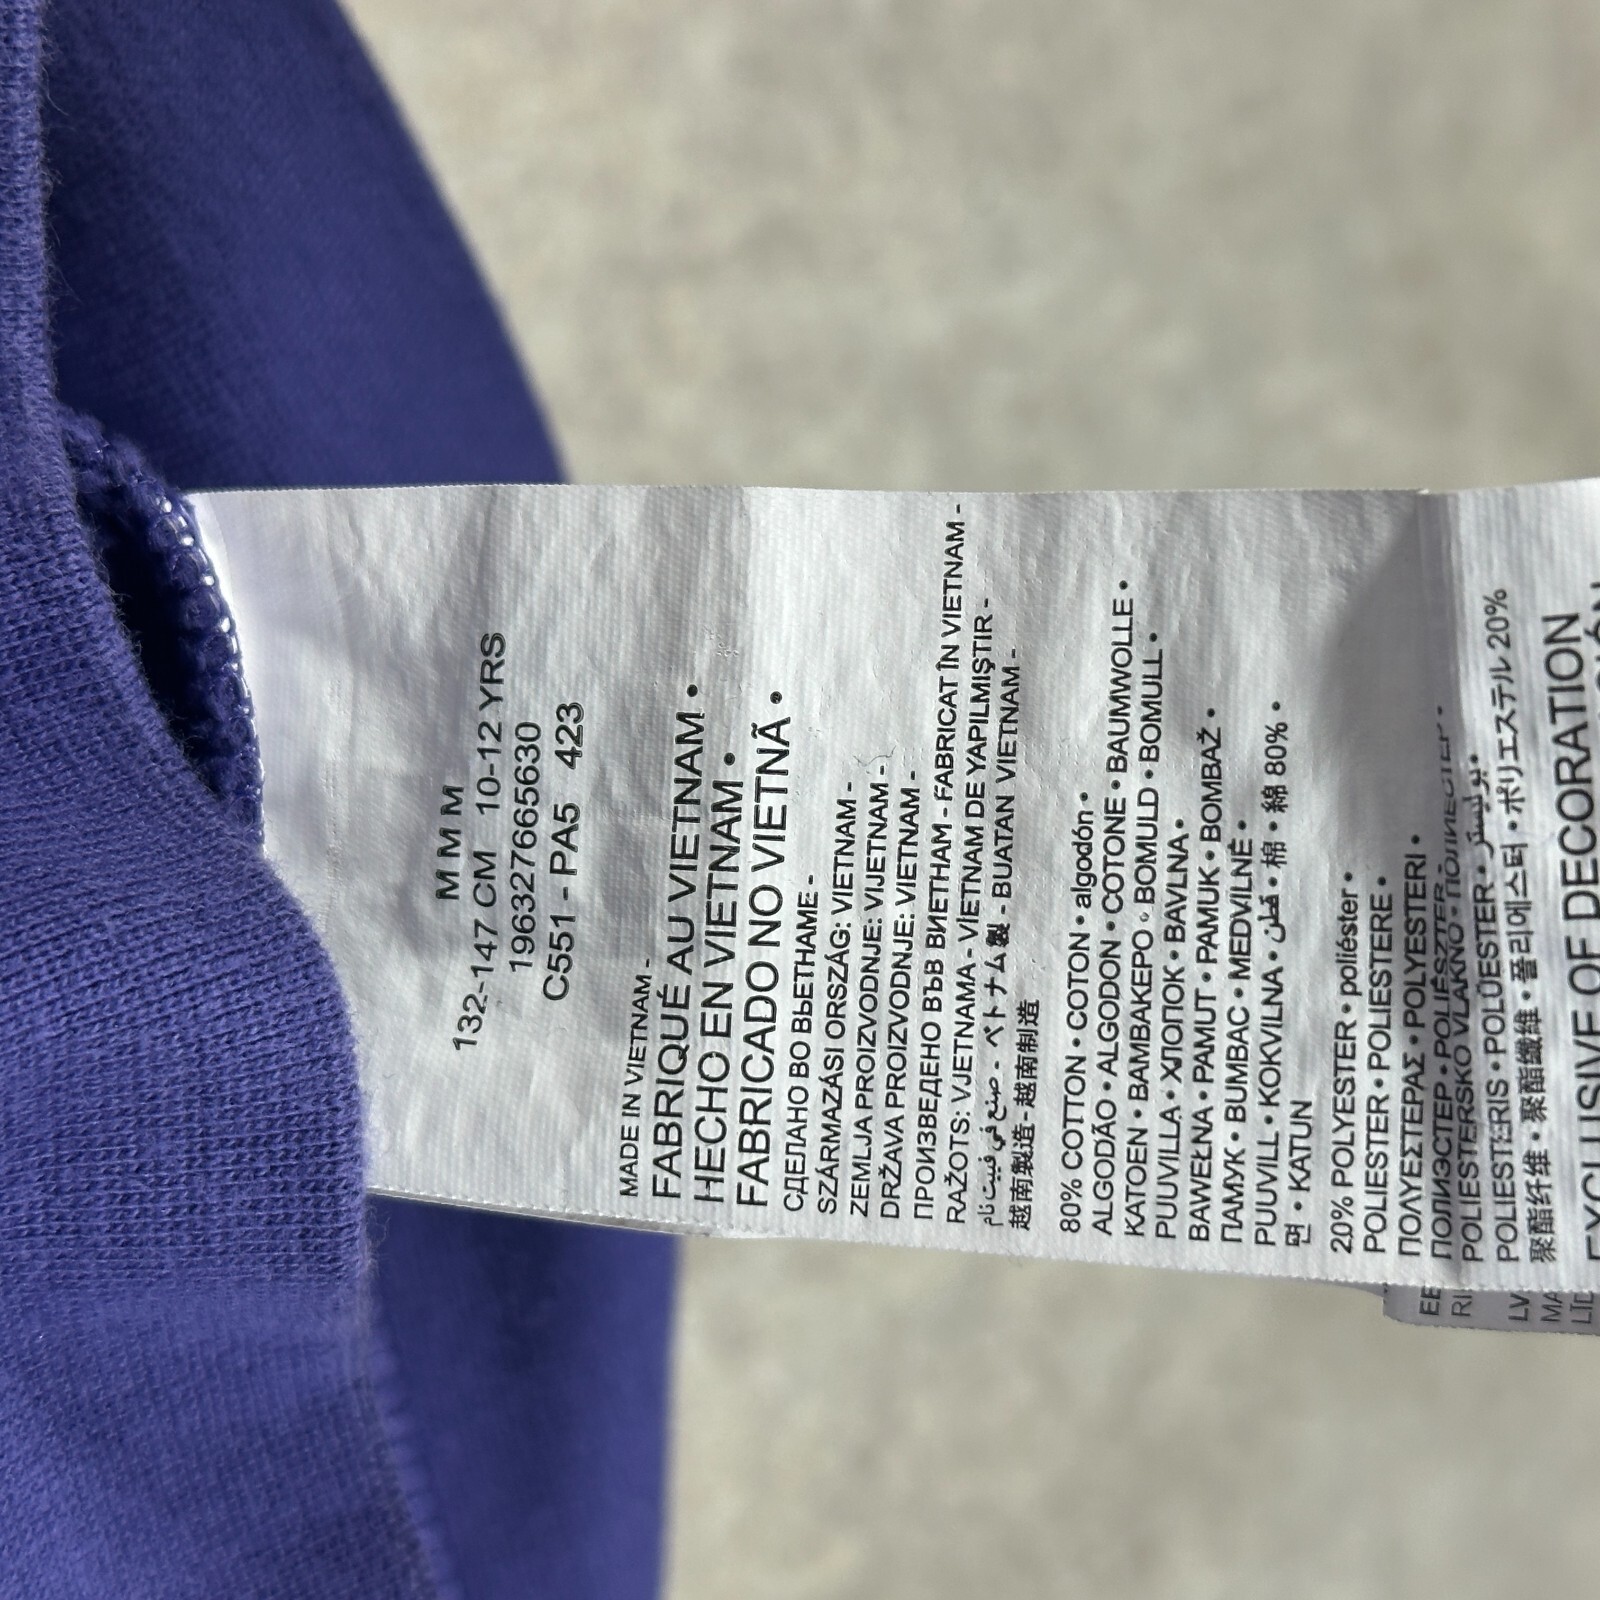 M M M
132-147 CM 10-12 YRS
196327665630
C551 - PA5 423
MADE IN VIETNAM -
FABRIQUÉ AU VIETNAM •
HECHO EN VIETNAM •
FABRICADO NO VIETNÃ •
СДЕЛАНО ВО ВЬЕТНАМЕ -
SZÁRMAZÁSI ORSZÁG: VIETNAM -
ZEMLJA PROIZVODNJE: VIJETNAM -
DRŽAVA PROIZVODNJE: VIETNAM -
ПРОИЗВЕДЕНО ВЪВ ВИЕТНАМ - FABRICAT ÎN VIETNAM -
RAŽOTS: VJETNAMA - VİETNAM DE YAPILMIŞTIR -
صنع في فييت نام - ベトナム製 - BUATAN VIETNAM -
越南製造 - 越南制造
80% COTTON • COTON • algodón •
ALGODÃO • ALGODON • COTONE • BAUMWOLLE •
KATOEN • ΒΑΜΒΑΚΕΡΟ • BOMULD • BOMULL •
PUUVILLA • ХЛОПОК • BAVLNA •
BAWEŁNA • PAMUT • PAMUK • BOMBAŽ •
ПАМУК • BUMBAC • MEDVILNĖ •
PUUVILL • KOKVILNA • قطن • 棉 • 綿 80% •
면 • KATUN
20% POLYESTER • poliéster •
POLIESTER • POLIESTERE •
ΠΟΛΥΕΣΤΕΡΑΣ • POLYESTERI •
ПОЛИЭСТЕР • POLIÉSZTER •
POLIESTERSKO VLAKNO • ПОЛИЕСТЕР •
POLIESTERIS • POLÜESTER • بوليستر •
聚酯纤维 • 聚酯纖維 • 폴리에스터 • ポリエステル 20%
EXCLUSIVE OF DECORATION
EE
LV
MA